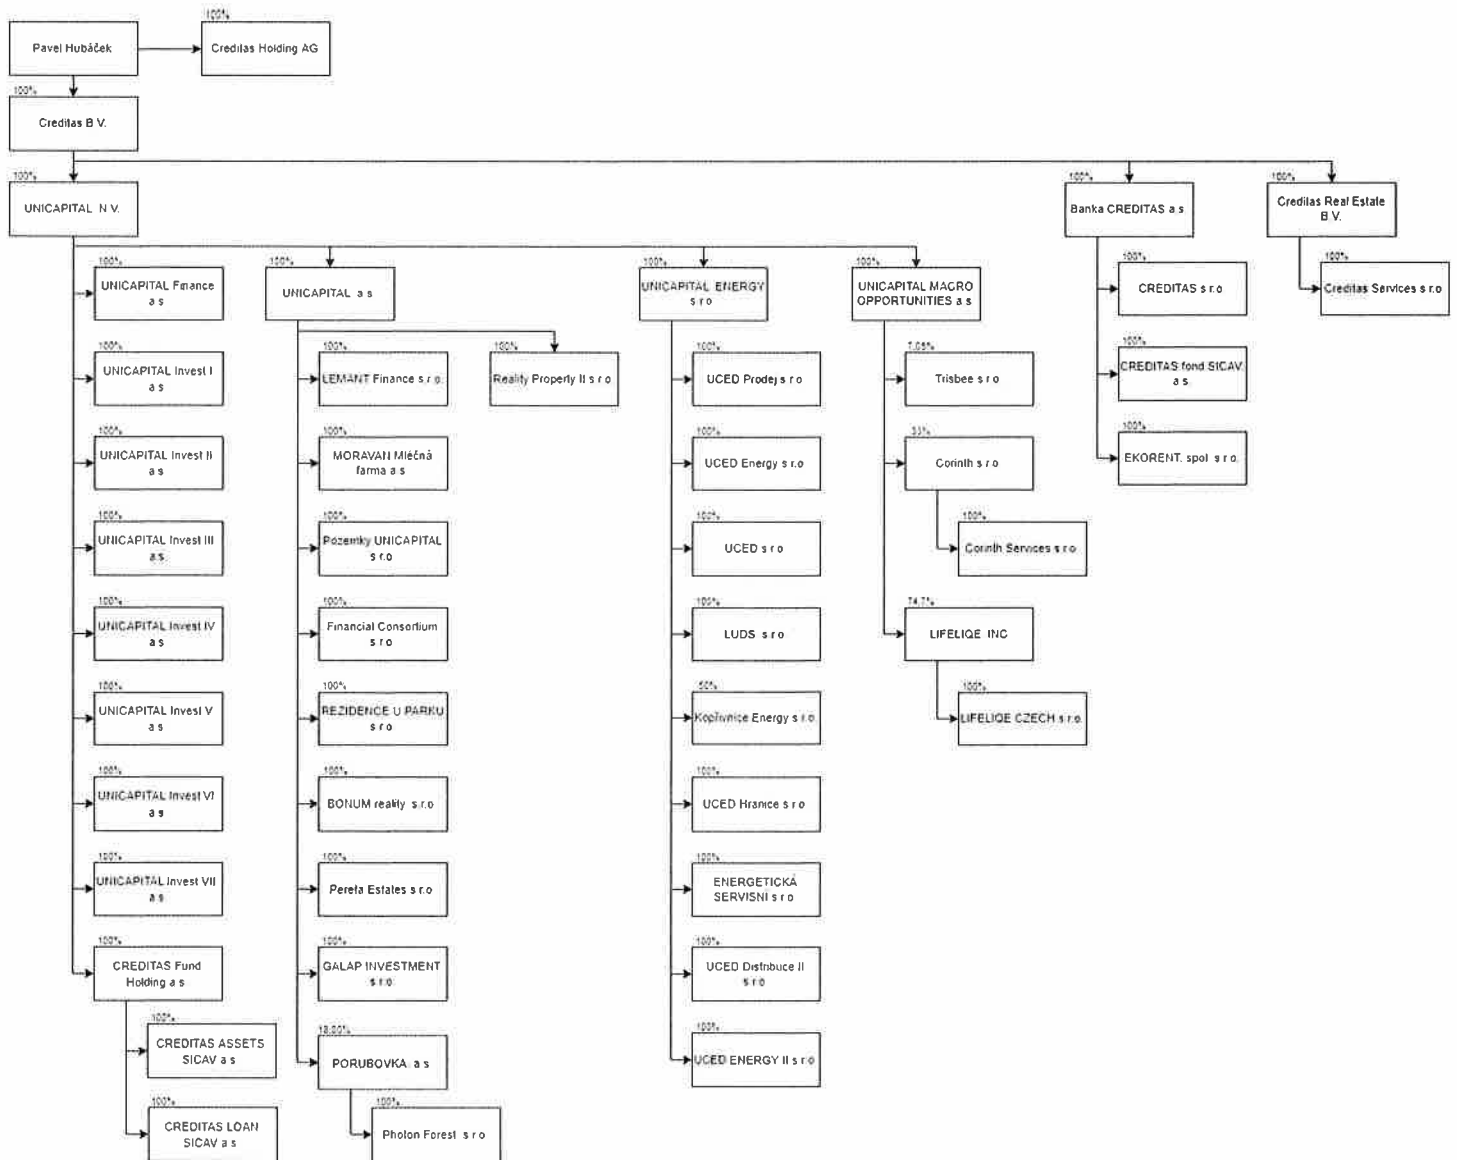 100%
Pavel Hubáček
Creditas Holding AG
100%
Creditas B V.
100%
UNICAPITAL N V.
100%
Banka CREDITAS a s
100%
Creditas Real Estate
B V.
100%
UNICAPITAL Finance
a s
100%
UNICAPITAL Invest I
a s
100%
UNICAPITAL Invest II
a s
100%
UNICAPITAL Invest III
a s
100%
UNICAPITAL Invest IV
a s
100%
UNICAPITAL Invest V
a s
100%
UNICAPITAL Invest VI
a s
100%
UNICAPITAL Invest VII
a s
100%
CREDITAS Fund
Holding a s
100%
CREDITAS ASSETS
SICAV a s
100%
CREDITAS LOAN
SICAV a s
100%
UNICAPITAL a s
100%
LEMANT Finance s r o.
100%
Reality Property II s r o
100%
MORAVAN Mléčná
farma a s
100%
Pozemky UNICAPITAL
s r o
100%
Financial Consortium
s r o
100%
REZIDENCE U PARKU
s r o
100%
BONUM reality s r o
100%
Perefa Estates s r o
100%
GALAP INVESTMENT
s r o
PORUBOVKA a s
100%
Photon Forest s r o
100%
UNICAPITAL ENERGY
s r o
100%
UCED Prodej s r o
100%
UCED Energy s r o
100%
UCED s r o
100%
LUDS s r o
50%
Kopřivnice Energy s r o.
100%
UCED Hranice s r o
100%
ENERGETICKÁ
SERVISNÍ s r o
100%
UCED Distribuce II
s r o
100%
UCED ENERGY II s r o
100%
UNICAPITAL MACRO
OPPORTUNITIES a s
Trisbee s r o
33%
Corinth s r o
100%
Corinth Services s r o
74,7%
LIFELIQE INC
100%
LIFELIQE CZECH s r o.
100%
CREDITAS s r o
100%
CREDITAS fond SICAV,
a s
100%
EKORENT, spol s r o.
100%
Creditas Services s r o